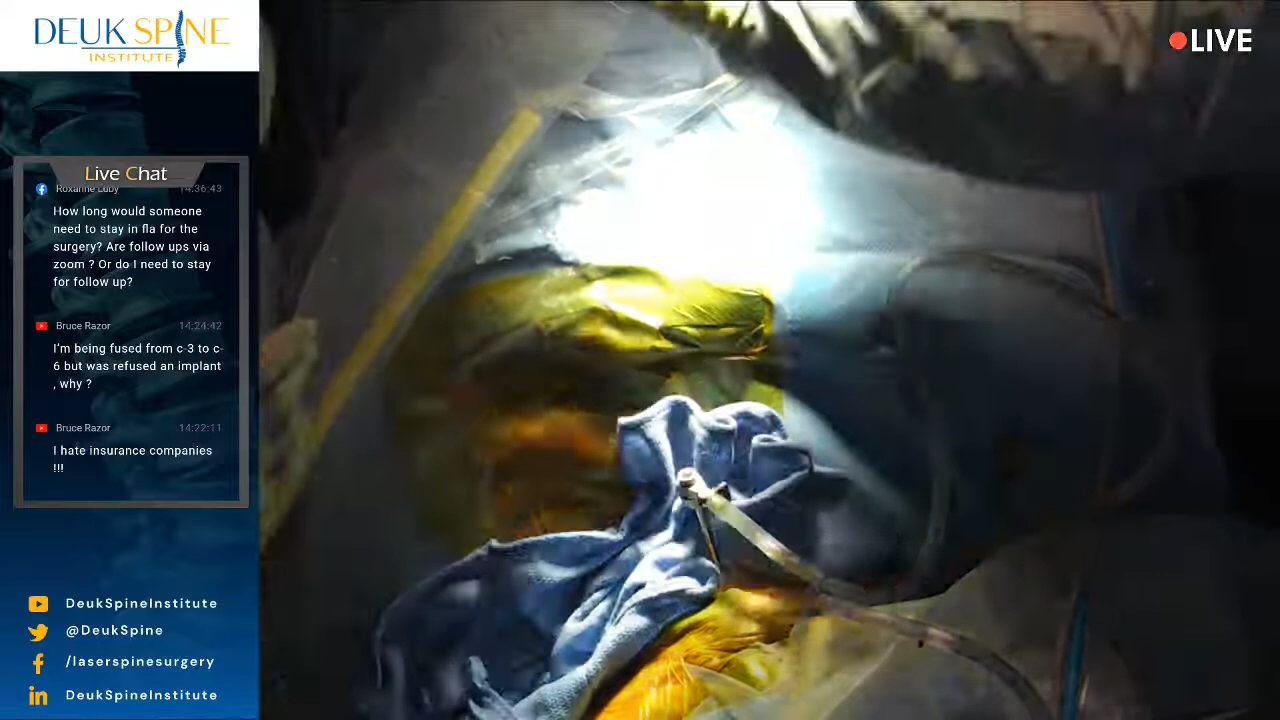 DEUK SPINE
INSTITUTE
LIVE
Live Chat
Roxanne Luby 14:36:43
How long would someone
need to stay in fla for the
surgery? Are follow ups via
zoom ? Or do I need to stay
for follow up?
Bruce Razor 14:24:42
I'm being fused from c-3 to c-
6 but was refused an implant
, why ?
Bruce Razor 14:22:11
I hate insurance companies
!!!
DeukSpineInstitute
@DeukSpine
/laserspinesurgery
DeukSpineInstitute